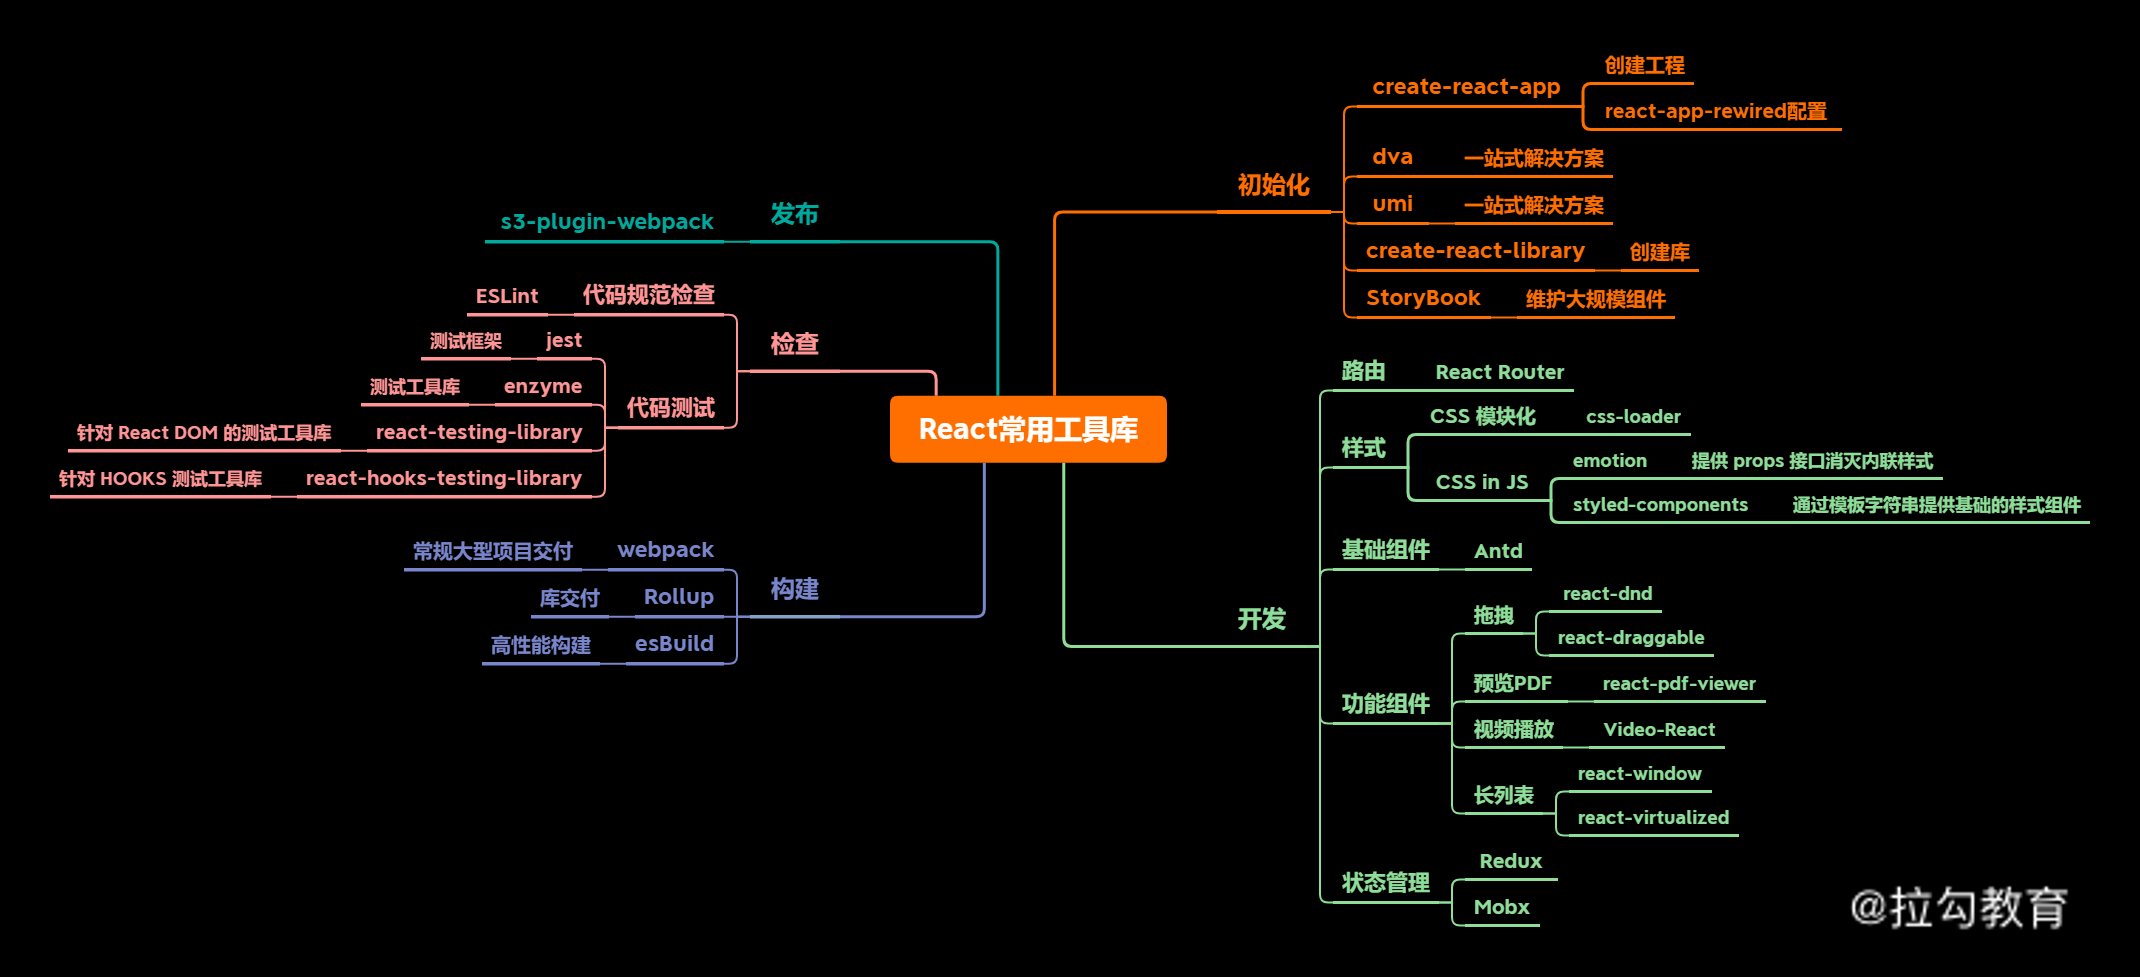 React常用工具库
初始化
create-react-app
创建工程
react-app-rewired配置
dva 一站式解决方案
umi 一站式解决方案
create-react-library 创建库
StoryBook 维护大规模组件
开发
路由 React Router
样式
CSS 模块化 css-loader
CSS in JS
emotion 提供 props 接口消灭内联样式
styled-components 通过模板字符串提供基础的样式组件
基础组件 Antd
功能组件
拖拽
react-dnd
react-draggable
预览PDF react-pdf-viewer
视频播放 Video-React
长列表
react-window
react-virtualized
状态管理
Redux
Mobx
发布
s3-plugin-webpack
检查
代码规范检查 ESLint
代码测试
jest 测试框架
enzyme 测试工具库
react-testing-library 针对 React DOM 的测试工具库
react-hooks-testing-library 针对 HOOKS 测试工具库
构建
webpack 常规大型项目交付
Rollup 库交付
esBuild 高性能构建
@拉勾教育